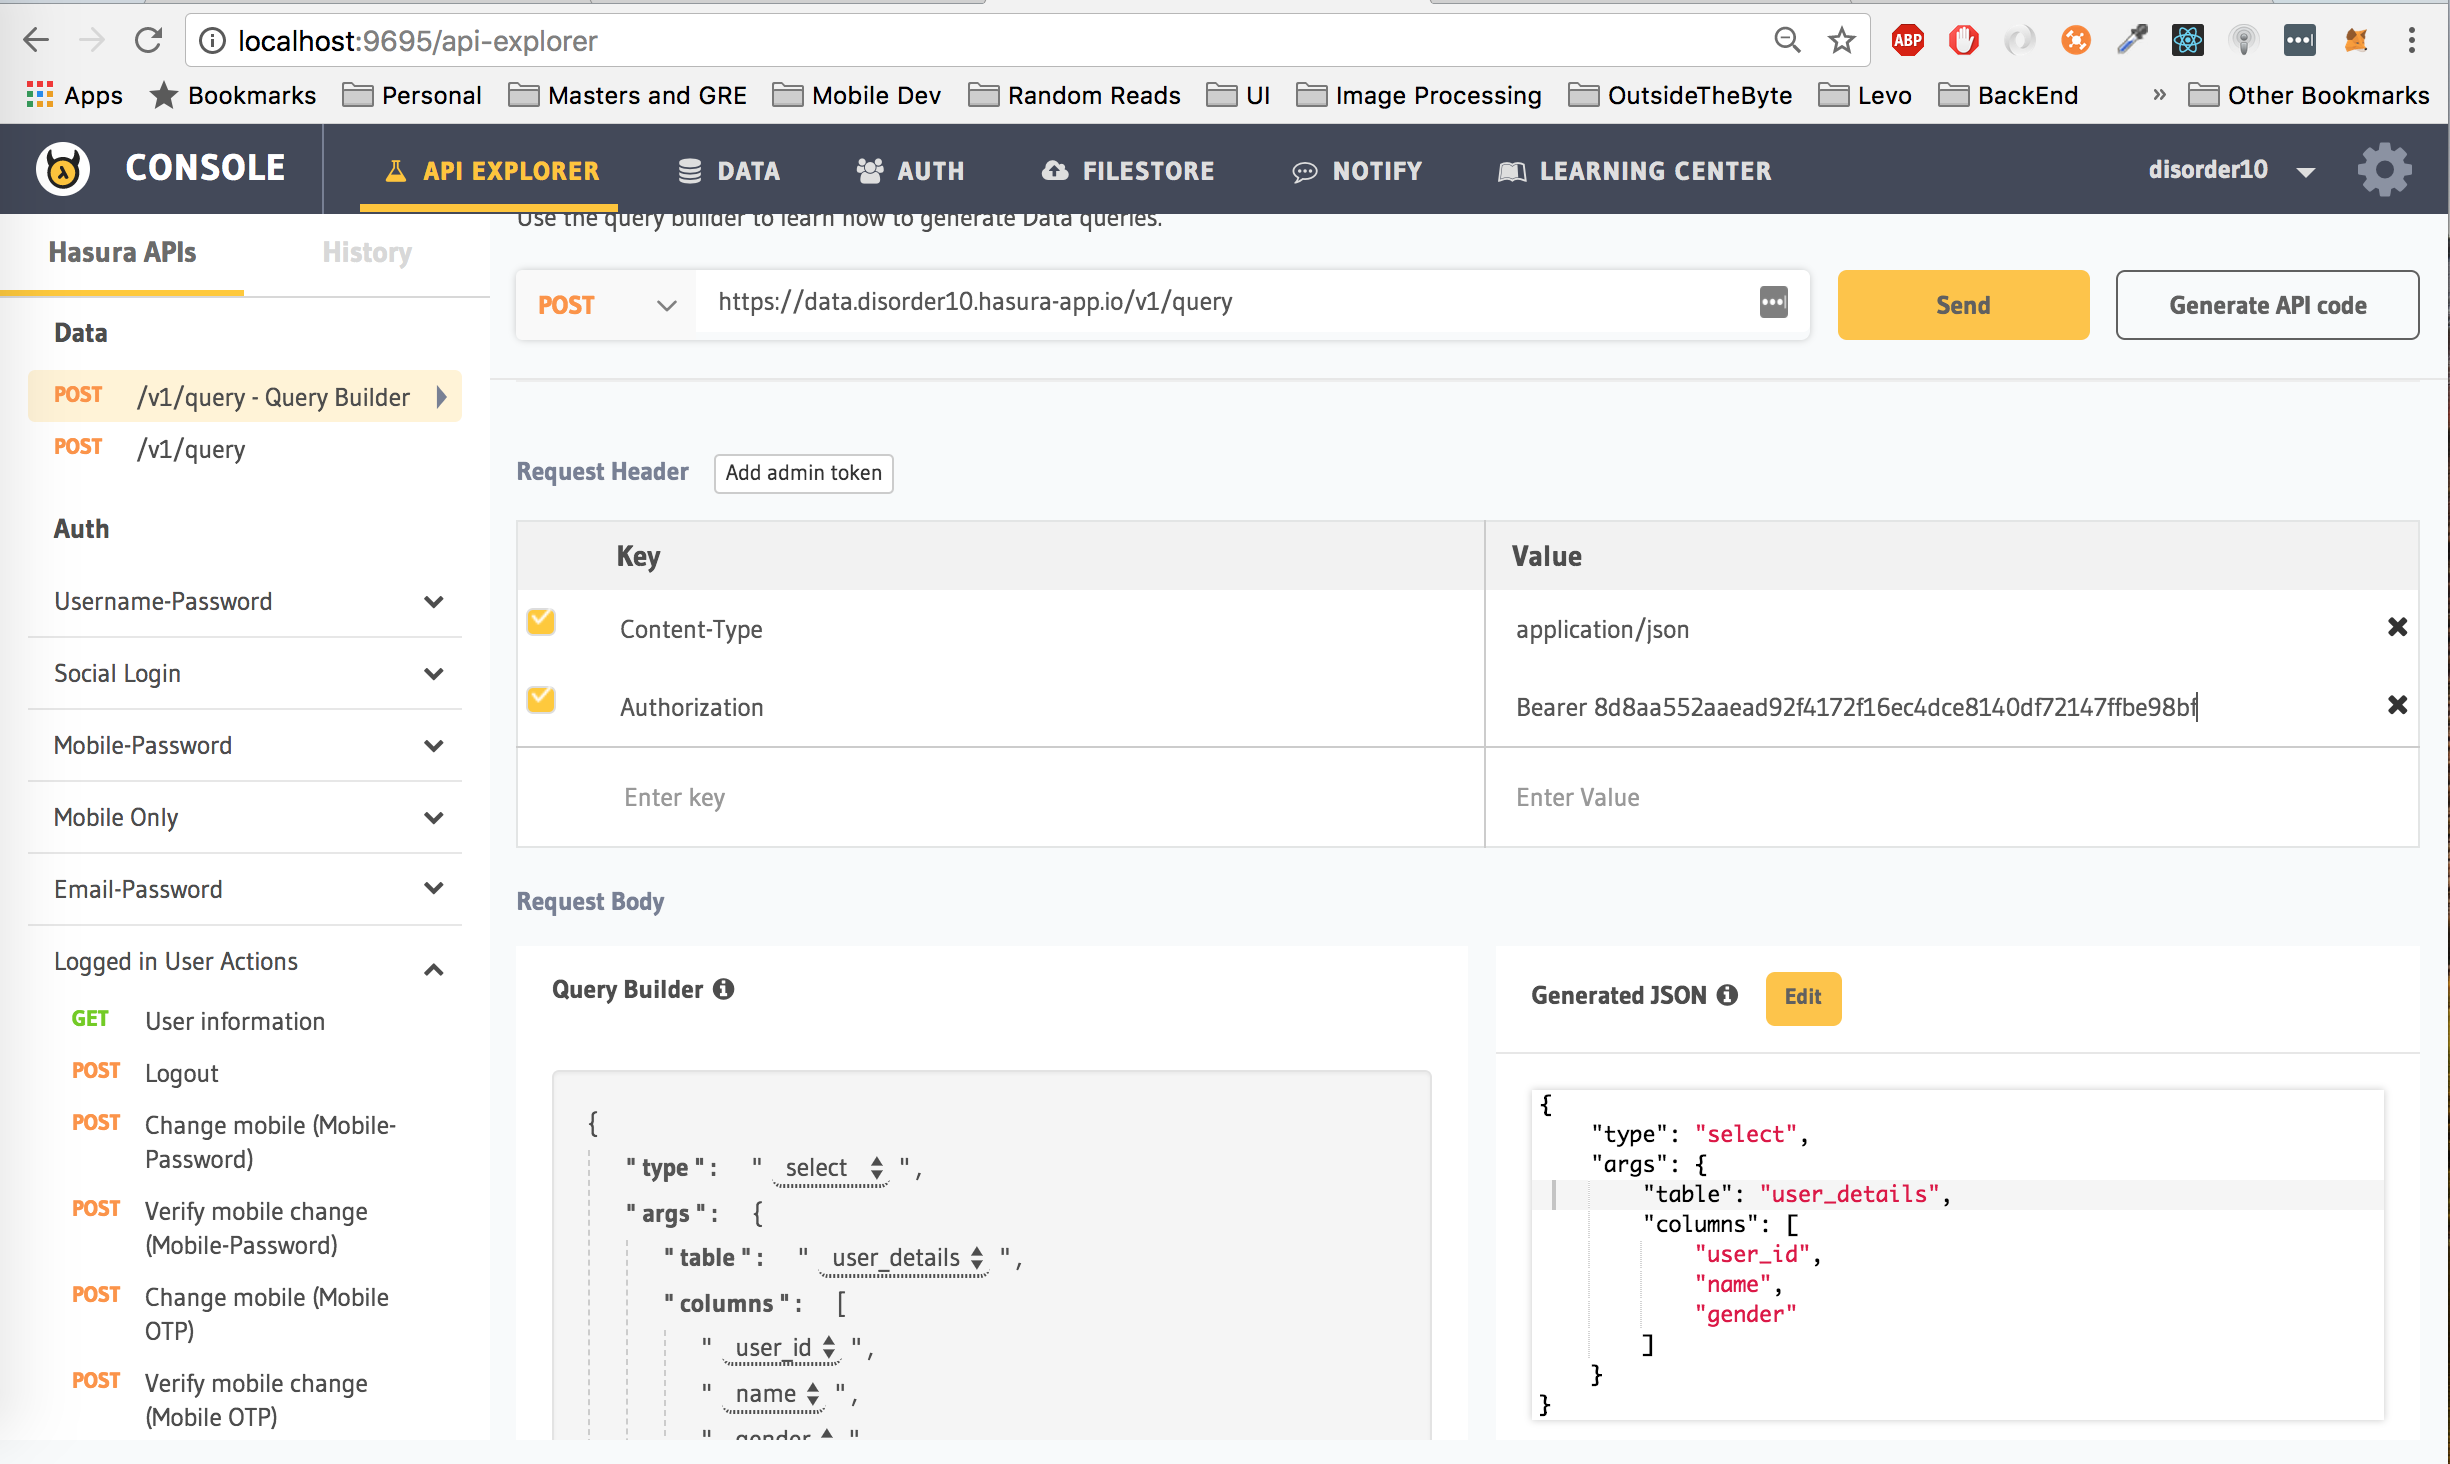 localhost:9695/api-explorer
ABP
Apps Bookmarks Personal Masters and GRE Mobile Dev Random Reads UI Image Processing OutsideTheByte Levo BackEnd » Other Bookmarks
CONSOLE API EXPLORER DATA AUTH FILESTORE NOTIFY LEARNING CENTER disorder10
Use the query builder to learn how to generate Data queries.
Hasura APIs History
POST https://data.disorder10.hasura-app.io/v1/query Send Generate API code
Data
POST /v1/query - Query Builder
POST /v1/query
Auth
Username-Password
Social Login
Mobile-Password
Mobile Only
Email-Password
Logged in User Actions
GET User information
POST Logout
POST Change mobile (Mobile-
Password)
POST Verify mobile change
(Mobile-Password)
POST Change mobile (Mobile
OTP)
POST Verify mobile change
(Mobile OTP)
Request Header Add admin token
Key Value
Content-Type application/json
Authorization Bearer 8d8aa552aaead92f4172f16ec4dce8140df72147ffbe98bf
Enter key Enter Value
Request Body
Query Builder
{
"type": "select",
"args": {
"table": "user_details",
"columns": [
"user_id",
"name",
"gender"
Generated JSON Edit
{
"type": "select",
"args": {
"table": "user_details",
"columns": [
"user_id",
"name",
"gender"
]
}
}